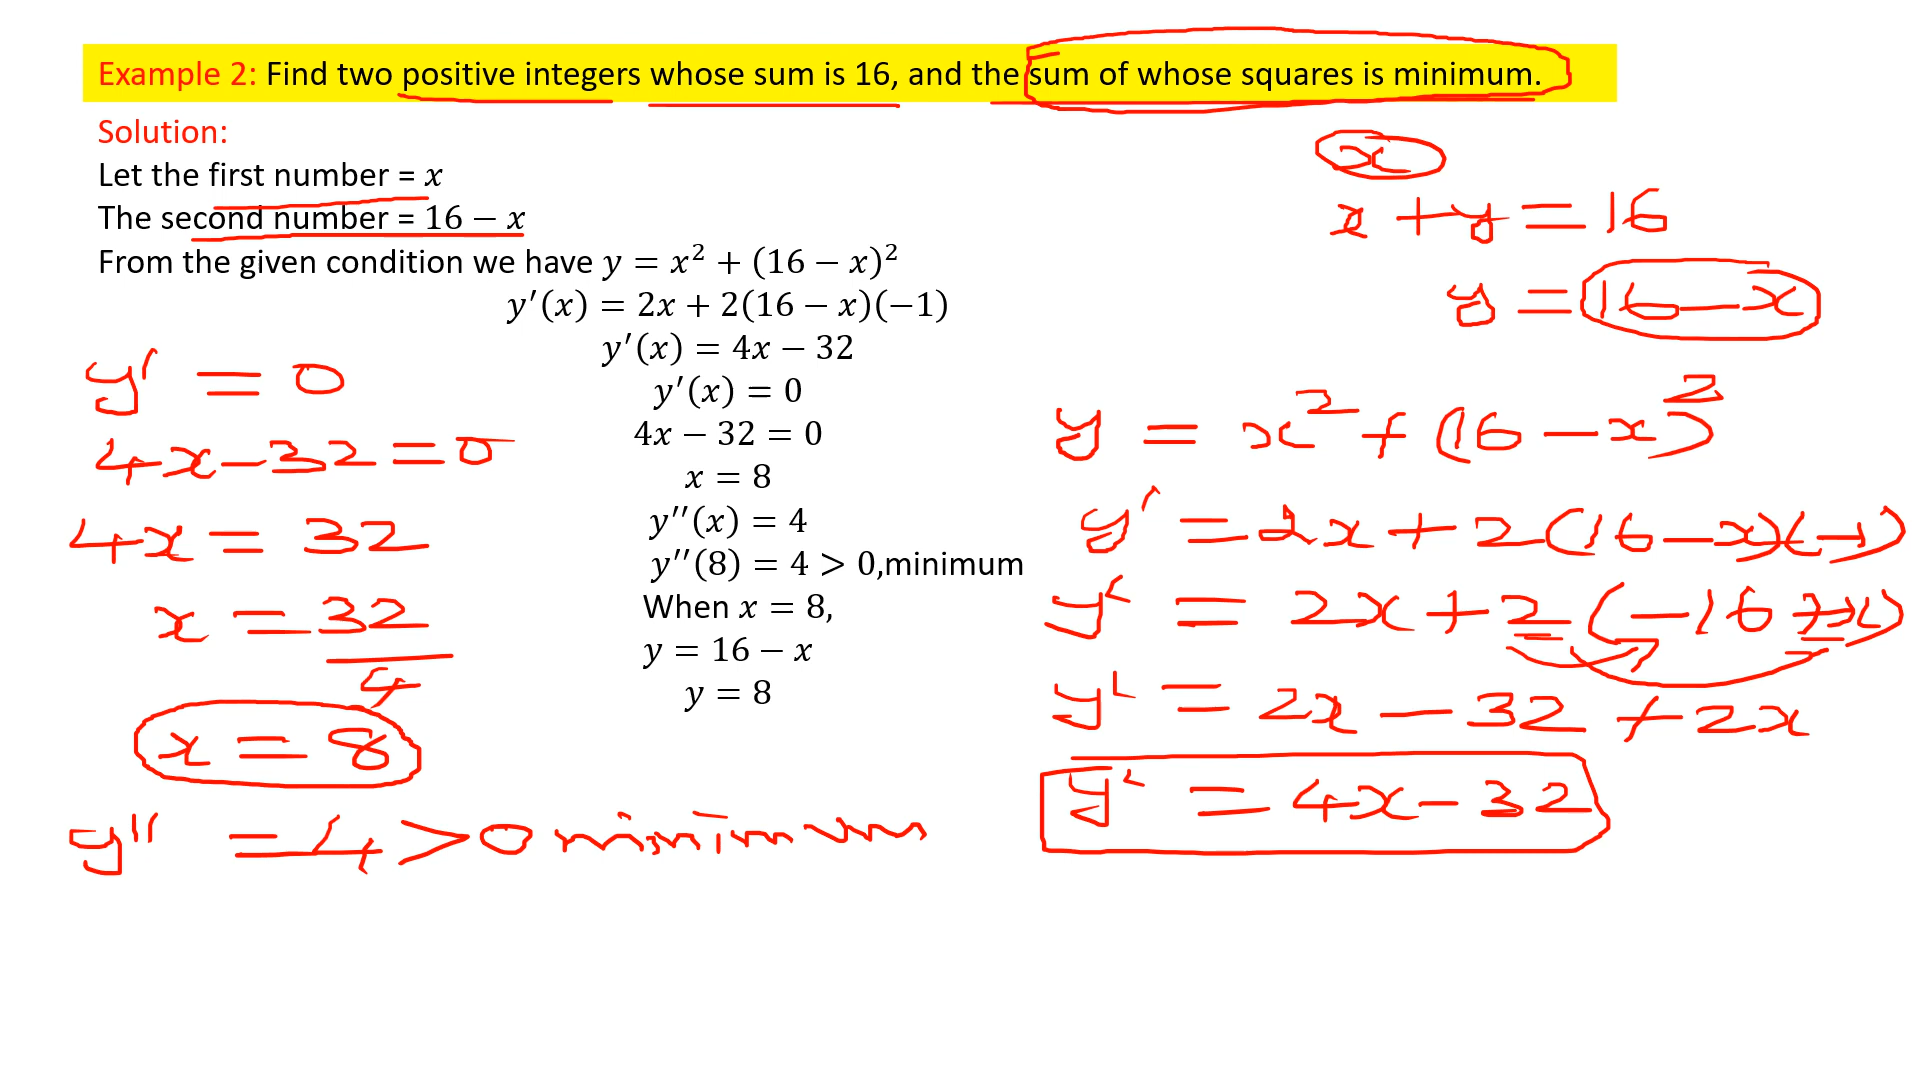 Example 2: Find two positive integers whose sum is 16, and the sum of whose squares is minimum.
Solution:
Let the first number = x
The second number = 16 − x
From the given condition we have y = x² + (16 − x)²
y′(x) = 2x + 2(16 − x)(−1)
y′(x) = 4x − 32
y′(x) = 0
4x − 32 = 0
x = 8
y′′(x) = 4
y′′(8) = 4 > 0,minimum
When x = 8,
y = 16 − x
y = 8
y' = 0
4x − 32 = 0
4x = 32
x = 32
4
x = 8
y'' = 4 > 0 minimum
x
x + y = 16
y = 16 − x
y = x² + (16 − x)²
y' = 2x + 2(16 − x)(−1)
y' = 2x + 2(−16 + x)
y' = 2x − 32 + 2x
y' = 4x − 32